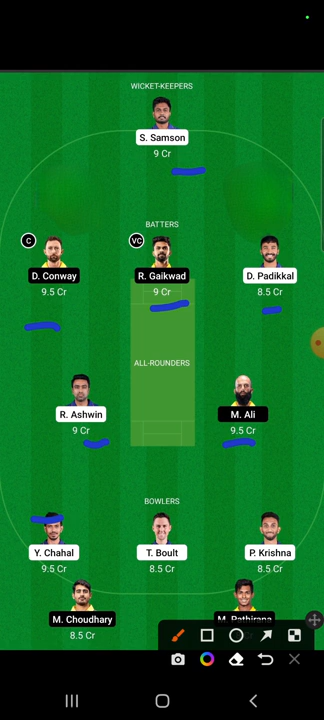 WICKET-KEEPERS
S. Samson
9 Cr
BATTERS
C
VC
D. Conway
R. Gaikwad
D. Padikkal
9.5 Cr
9 Cr
8.5 Cr
ALL-ROUNDERS
R. Ashwin
M. Ali
9 Cr
9.5 Cr
BOWLERS
Y. Chahal
T. Boult
P. Krishna
9.5 Cr
8.5 Cr
8.5 Cr
M. Choudhary
M. Pathirana
8.5 Cr